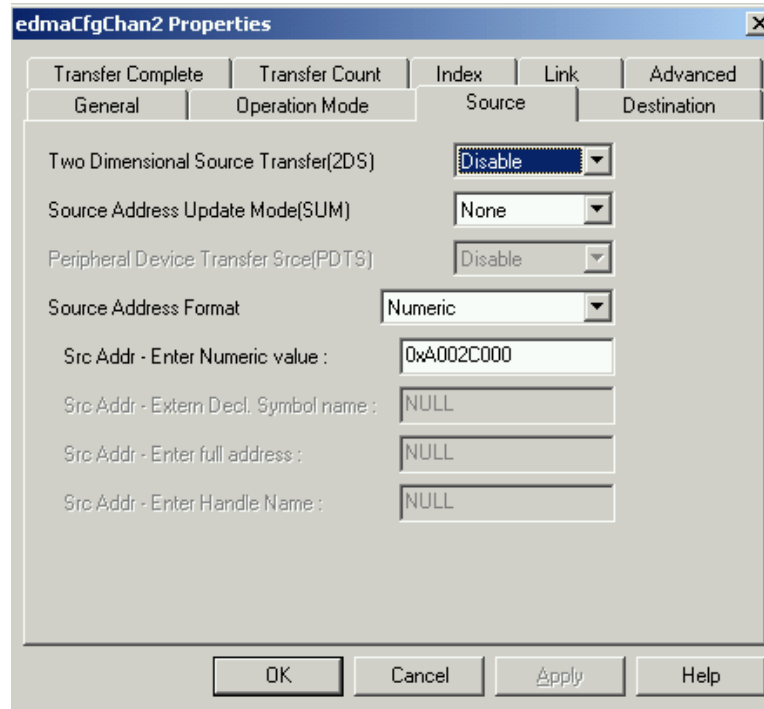 edmaCfgChan2 Properties
Transfer Complete Transfer Count Index Link Advanced
General Operation Mode Source Destination
Two Dimensional Source Transfer(2DS) Disable
Source Address Update Mode(SUM) None
Peripheral Device Transfer Srce(PDTS) Disable
Source Address Format Numeric
Src Addr - Enter Numeric value : 0xA002C000
Src Addr - Extern Decl. Symbol name : NULL
Src Addr - Enter full address : NULL
Src Addr - Enter Handle Name : NULL
OK Cancel Apply Help